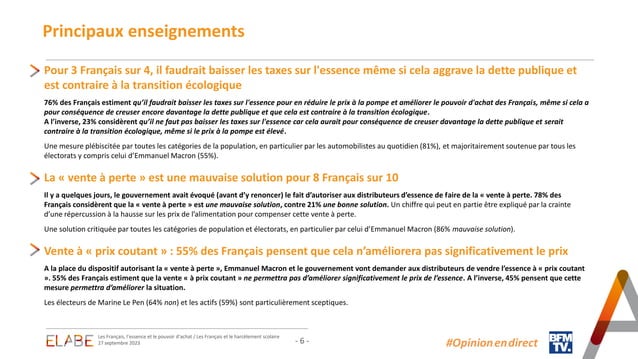 Principaux enseignements
Pour 3 Français sur 4, il faudrait baisser les taxes sur l'essence même si cela aggrave la dette publique et
est contraire à la transition écologique
76% des Français estiment qu’il faudrait baisser les taxes sur l'essence pour en réduire le prix à la pompe et améliorer le pouvoir d'achat des Français, même si cela a
pour conséquence de creuser encore davantage la dette publique et que cela est contraire à la transition écologique.
A l’inverse, 23% considèrent qu’il ne faut pas baisser les taxes sur l'essence car cela aurait pour conséquence de creuser davantage la dette publique et serait
contraire à la transition écologique, même si le prix à la pompe est élevé.
Une mesure plébiscitée par toutes les catégories de la population, en particulier par les automobilistes au quotidien (81%), et majoritairement soutenue par tous les
électorats y compris celui d’Emmanuel Macron (55%).
La « vente à perte » est une mauvaise solution pour 8 Français sur 10
Il y a quelques jours, le gouvernement avait évoqué (avant d’y renoncer) le fait d’autoriser aux distributeurs d’essence de faire de la « vente à perte. 78% des
Français considèrent que la « vente à perte » est une mauvaise solution, contre 21% une bonne solution. Un chiffre qui peut en partie être expliqué par la crainte
d’une répercussion à la hausse sur les prix de l’alimentation pour compenser cette vente à perte.
Une solution critiquée par toutes les catégories de population et électorats, en particulier par celui d’Emmanuel Macron (86% mauvaise solution).
Vente à « prix coutant » : 55% des Français pensent que cela n’améliorera pas significativement le prix
A la place du dispositif autorisant la « vente à perte », Emmanuel Macron et le gouvernement vont demander aux distributeurs de vendre l’essence à « prix coutant
». 55% des Français estiment que la vente « à prix coutant » ne permettra pas d’améliorer significativement le prix de l’essence. A l’inverse, 45% pensent que cette
mesure permettra d’améliorer la situation.
Les électeurs de Marine Le Pen (64% non) et les actifs (59%) sont particulièrement sceptiques.
ELABE
Les Français, l'essence et le pouvoir d'achat / Les Français et le harcèlement scolaire
27 septembre 2023
- 6 -
#Opinionendirect
BFM
TV.